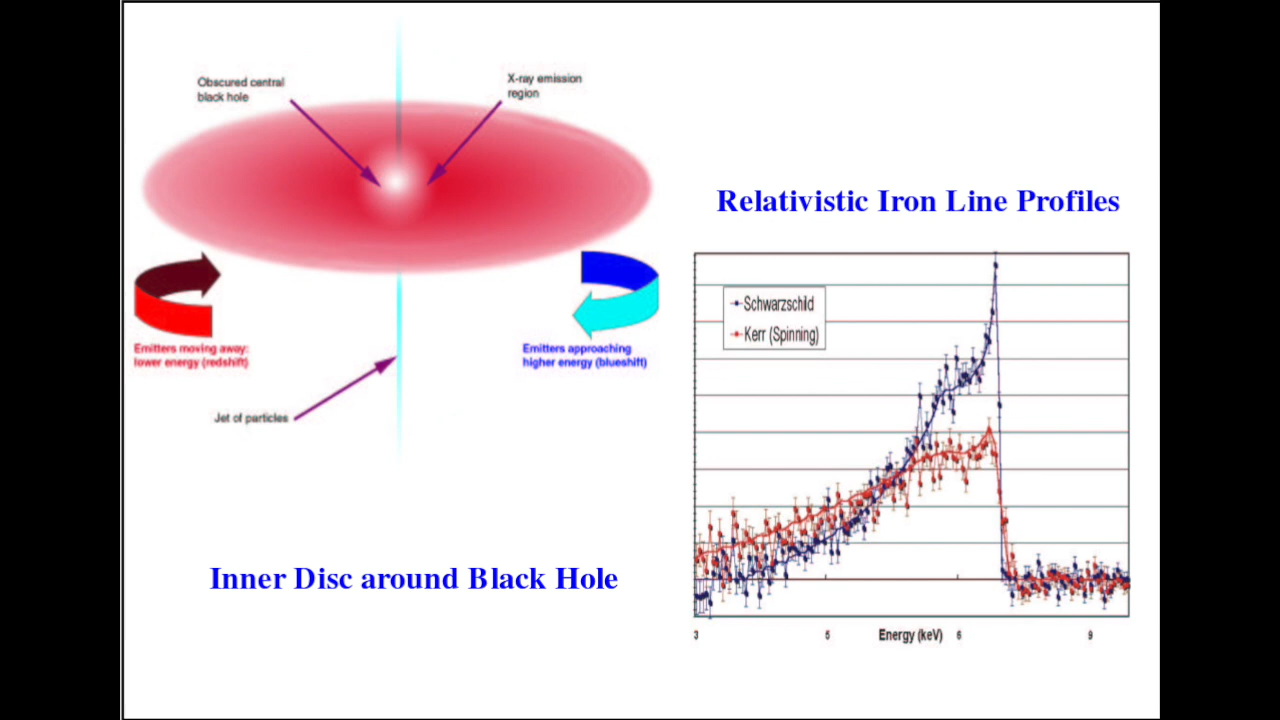 Obscured central
black hole
X-ray emission
region
Emitters moving away:
lower energy (redshift)
Emitters approaching
higher energy (blueshift)
Jet of particles
Inner Disc around Black Hole
Relativistic Iron Line Profiles
Schwarzschild
Kerr (Spinning)
3 5 Energy (keV) 6 9